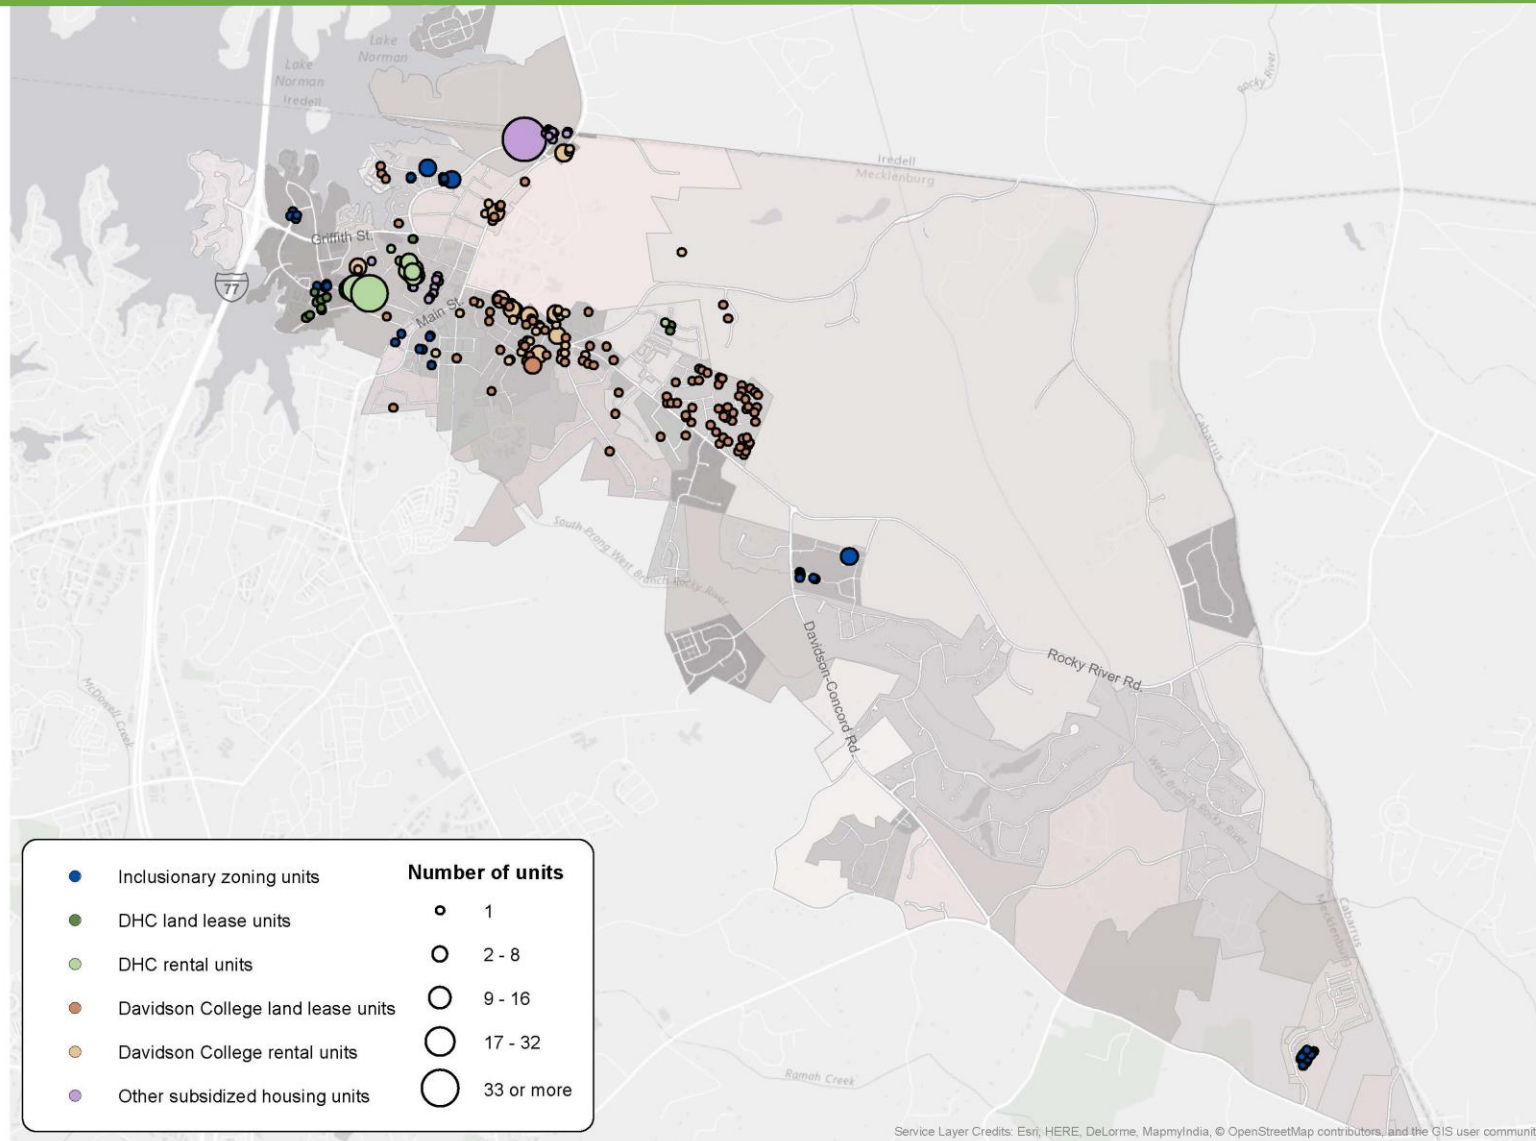 Lake
Norman
Lake
Norman
Iredell
Rocky River
Iredell
Mecklenburg
Griffith St.
77
Main St.
Cabarrus
South Prong West Branch Rocky River
Davidson-Concord Rd.
Rocky River Rd.
McDowell Creek
West Branch Rocky River
Cabarrus
Mecklenburg
Ramah Creek
Number of units
Inclusionary zoning units
DHC land lease units
DHC rental units
Davidson College land lease units
Davidson College rental units
Other subsidized housing units
1
2 - 8
9 - 16
17 - 32
33 or more
Service Layer Credits: Esri, HERE, DeLorme, MapmyIndia, © OpenStreetMap contributors, and the GIS user communit